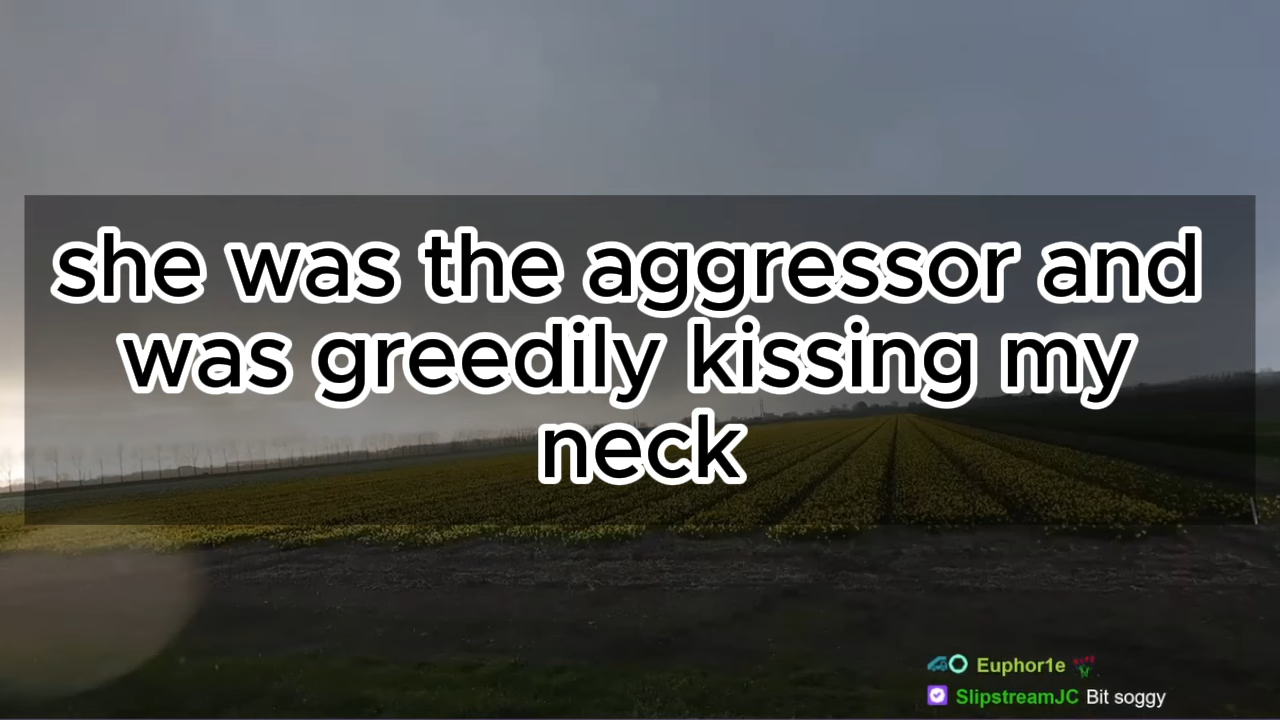 she was the aggressor and
was greedily kissing my
neck
Euphor1e
SlipstreamJC Bit soggy